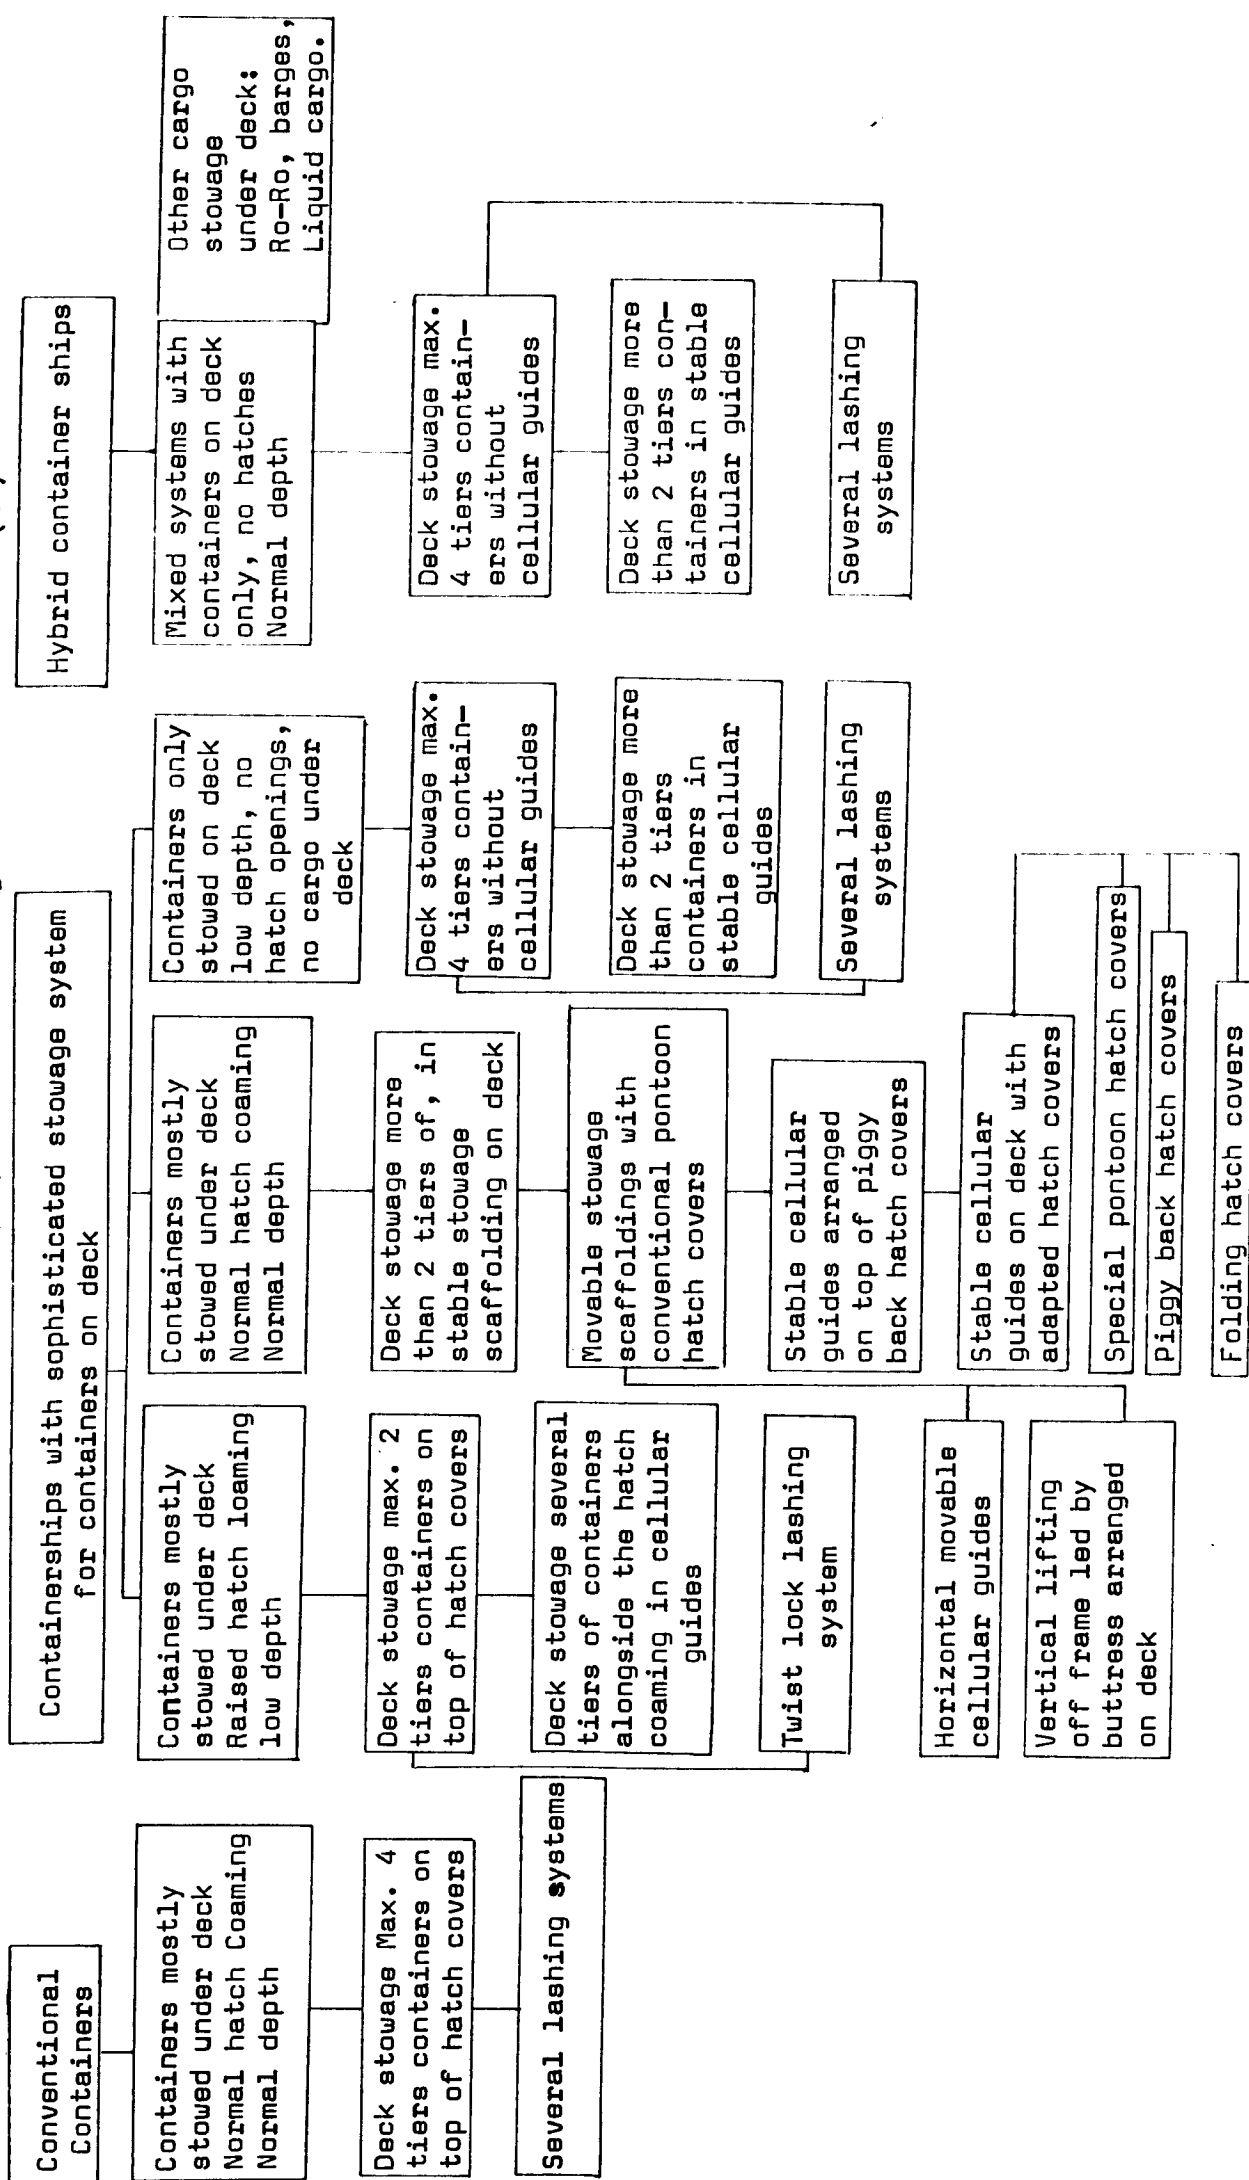 Conventional
Containers
Containers mostly
stowed under deck
Normal hatch Coaming
Normal depth
Deck stowage Max. 4
tiers containers on
top of hatch covers
Several lashing systems
Containerships with sophisticated stowage system
for containers on deck
Containers mostly
stowed under deck
Raised hatch loaming
low depth
Deck stowage max. 2
tiers containers on
top of hatch covers
Deck stowage several
tiers of containers
alongside the hatch
coaming in cellular
guides
Twist lock lashing
system
Containers mostly
stowed under deck
Normal hatch coaming
Normal depth
Deck stowage more
than 2 tiers of, in
stable stowage
scaffolding on deck
Movable stowage
scaffoldings with
conventional pontoon
hatch covers
Horizontal movable
cellular guides
Vertical lifting
off frame led by
buttress arranged
on deck
Stable cellular
guides arranged
on top of piggy
back hatch covers
Stable cellular
guides on deck with
adapted hatch covers
Special pontoon hatch covers
Piggy back hatch covers
Folding hatch covers
Containers only
stowed on deck
low depth, no
hatch openings,
no cargo under
deck
Deck stowage max.
4 tiers contain-
ers without
cellular guides
Deck stowage more
than 2 tiers
containers in
stable cellular
guides
Several lashing
systems
Hybrid container ships
Mixed systems with
containers on deck
only, no hatches
Normal depth
Other cargo
stowage
under deck:
Ro-Ro, barges,
Liquid cargo.
Deck stowage max.
4 tiers contain-
ers without
cellular guides
Deck stowage more
than 2 tiers con-
tainers in stable
cellular guides
Several lashing
systems